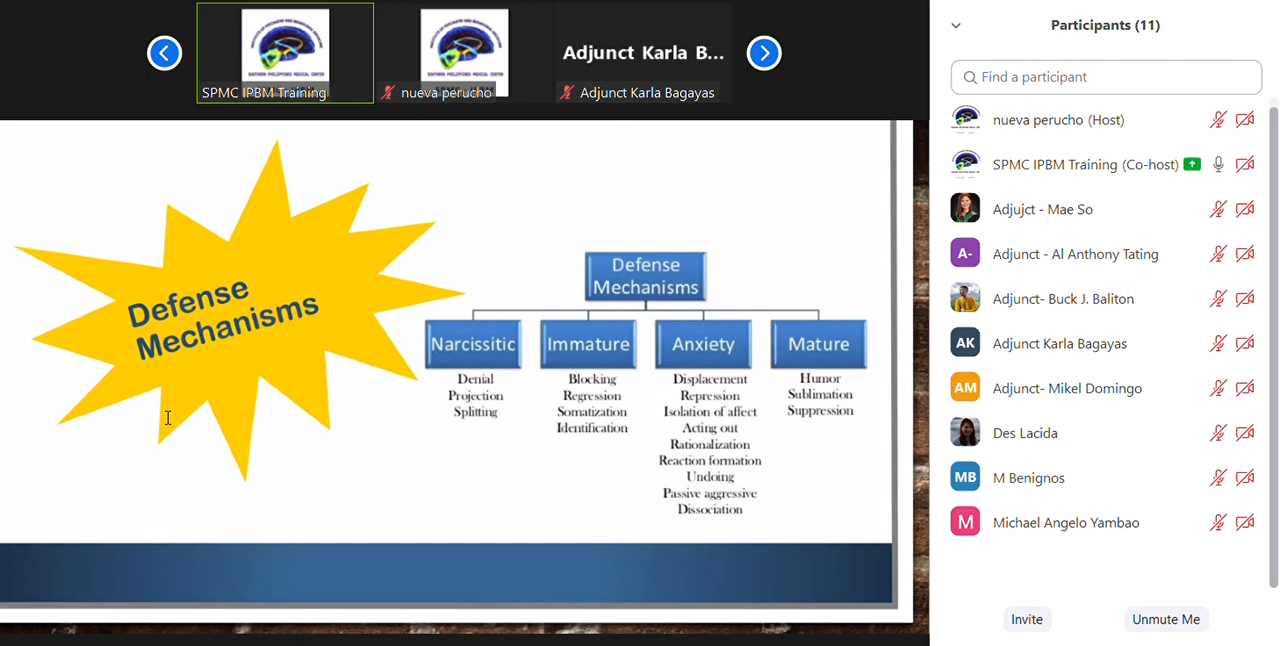 SPMC IPBM Training
nueva perucho
Adjunct Karla B...
Adjunct Karla Bagayas
Defense
Mechanisms
Defense
Mechanisms
Narcissitic
Denial
Projection
Splitting
Immature
Blocking
Regression
Somatization
Identification
Anxiety
Displacement
Repression
Isolation of affect
Acting out
Rationalization
Reaction formation
Undoing
Passive aggressive
Dissociation
Mature
Humor
Sublimation
Suppression
Participants (11)
Find a participant
nueva perucho (Host)
SPMC IPBM Training (Co-host)
Adjujct - Mae So
A-
Adjunct - Al Anthony Tating
Adjunct- Buck J. Baliton
AK
Adjunct Karla Bagayas
AM
Adjunct- Mikel Domingo
Des Lacida
MB
M Benignos
M
Michael Angelo Yambao
Invite
Unmute Me